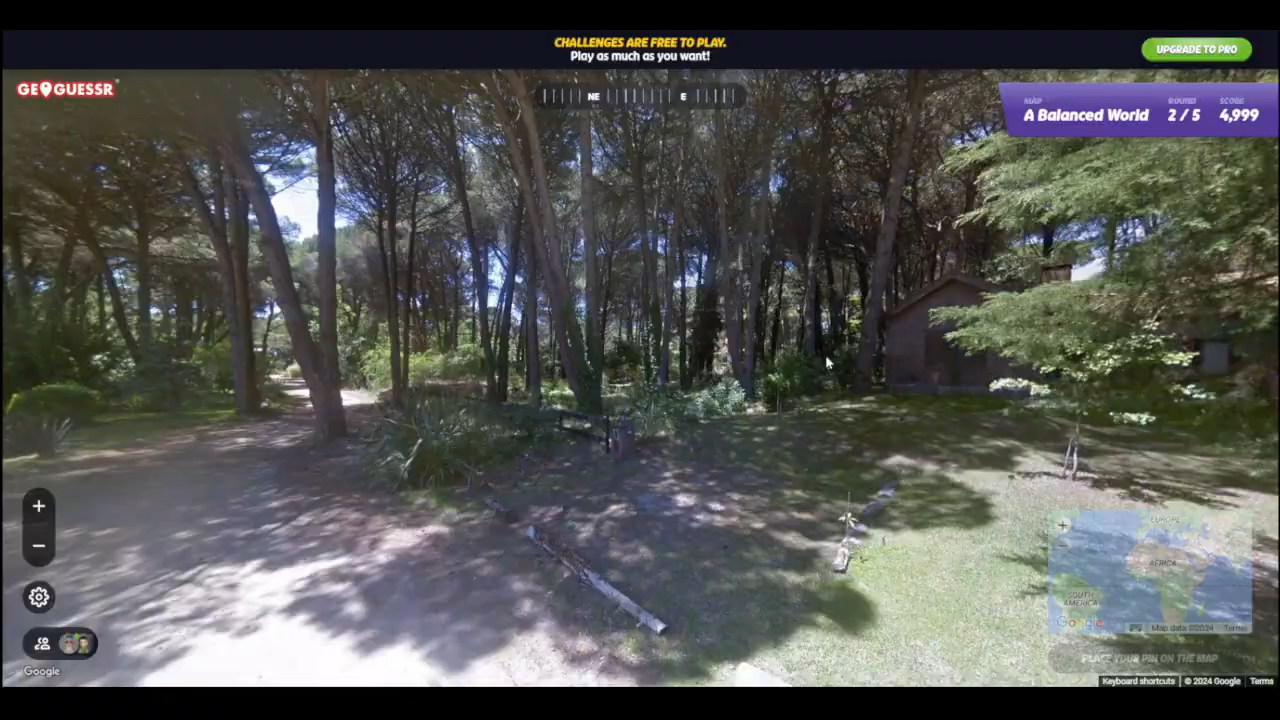 CHALLENGES ARE FREE TO PLAY.
Play as much as you want!
UPGRADE TO PRO
GEOGUESSR
NE
E
MAP
ROUND
SCORE
A Balanced World
2 / 5
4,999
EUROPE
AFRICA
SOUTH
AMERICA
Google
Map data ©2024
Terms
PLACE YOUR PIN ON THE MAP
Google
Keyboard shortcuts
© 2024 Google
Terms